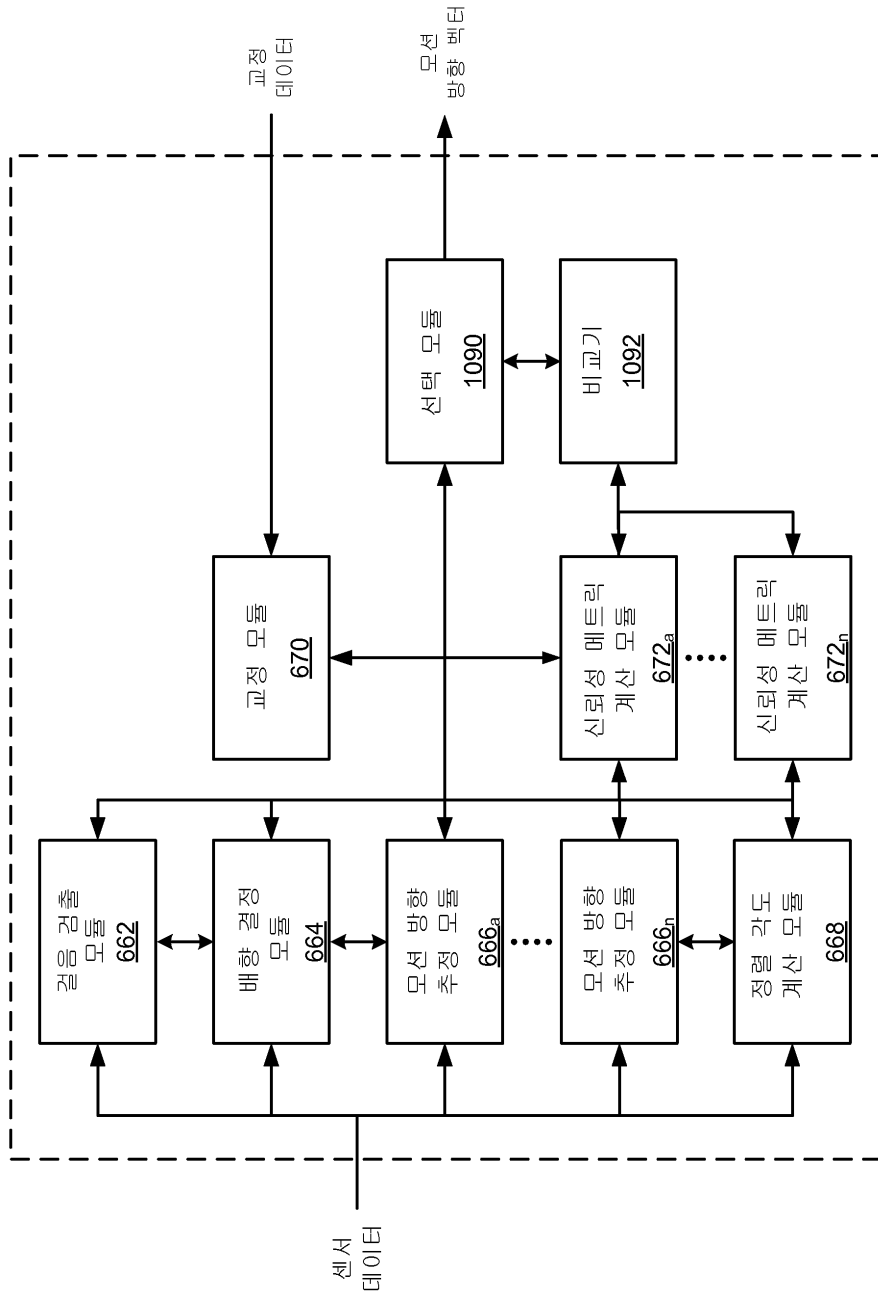 센서
데이터
걸음 검출
모듈
662
배향 결정
모듈
664
모션 방향
추정 모듈
666a
모션 방향
추정 모듈
666n
정렬 각도
계산 모듈
668
교정 모듈
670
신뢰성 메트릭
계산 모듈
672a
신뢰성 메트릭
계산 모듈
672n
선택 모듈
1090
비교기
1092
교정
데이터
모션
방향 벡터